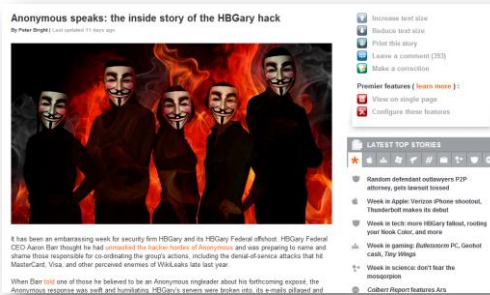 Anonymous speaks: the inside story of the HBGary hack
By Peter Bright | Last updated 11 days ago
It has been an embarrassing week for security firm HBGary and its HBGary Federal offshoot. HBGary Federal
CEO Aaron Barr thought he had unmasked the hacker hordes of Anonymous and was preparing to name and
shame those responsible for co-ordinating the group's actions, including the denial-of-service attacks that hit
MasterCard, Visa, and other perceived enemies of WikiLeaks late last year.
When Barr told one of those he believed to be an Anonymous ringleader about his forthcoming exposé, the
Anonymous response was swift and humiliating. HBGary's servers were broken into, its e-mails pillaged and
Increase text size
Reduce text size
Print this story
Leave a comment (393)
Make a correction
Premier features ( learn more ) :
View on single page
Configure these features
LATEST TOP STORIES
Random defendant outlawyers P2P
attorney, gets lawsuit tossed
Week in Apple: Verizon iPhone shootout,
Thunderbolt makes its debut
Week in tech: more HBGary fallout, rooting
your Nook Color, and more
Week in gaming: Bulletstorm PC, Geohot
cash, Tiny Wings
Week in science: don't fear the
mosqorpion
Colbert Report features Ars